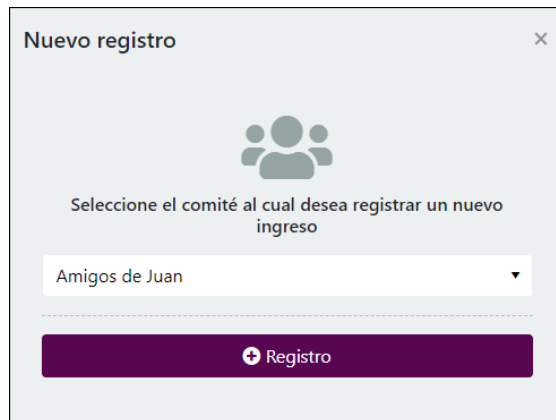 Nuevo registro
Seleccione el comité al cual desea registrar un nuevo
ingreso
Amigos de Juan
Registro